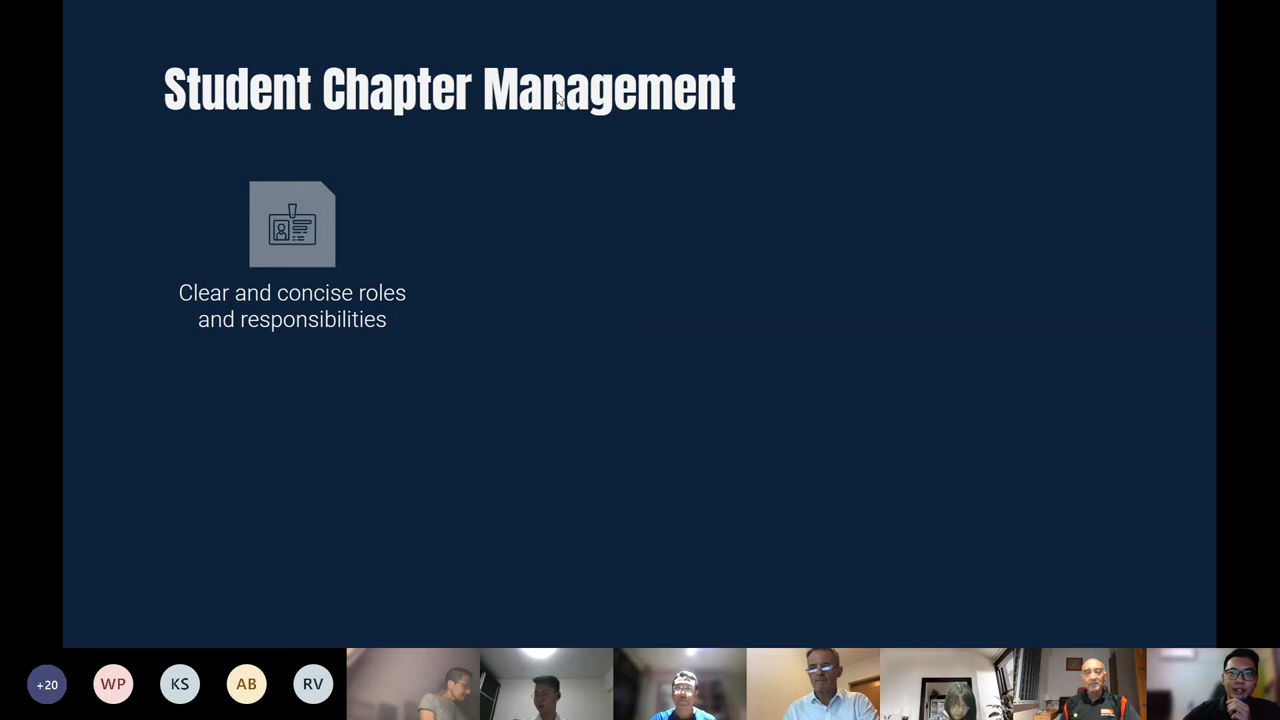 Student Chapter Management
Clear and concise roles
and responsibilities
+20
WP
KS
AB
RV